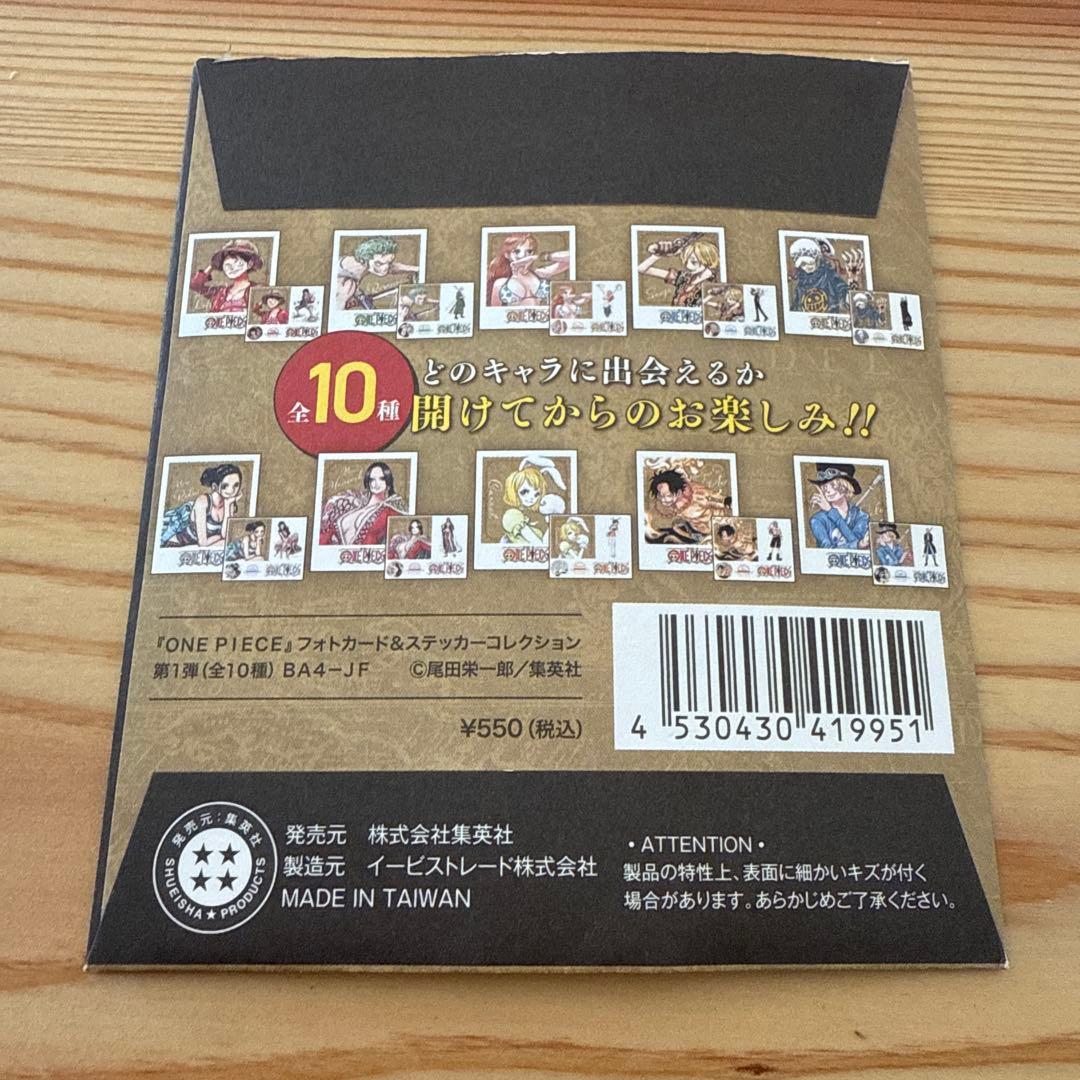 ONE PIECE
どのキャラに出会えるか
全10種
開けてからのお楽しみ!!
ONE PIECE
『ONE PIECE』フォトカード&ステッカーコレクション
第1弾(全10種) BA4-JF ©尾田栄一郎/集英社
¥550(税込)
4 530430 419951
発売元:集英社
SHUEISHA★PRODUCTS
発売元 株式会社集英社
製造元 イービストレード株式会社
MADE IN TAIWAN
・ATTENTION・
製品の特性上、表面に細かいキズが付く
場合があります。あらかじめご了承ください。